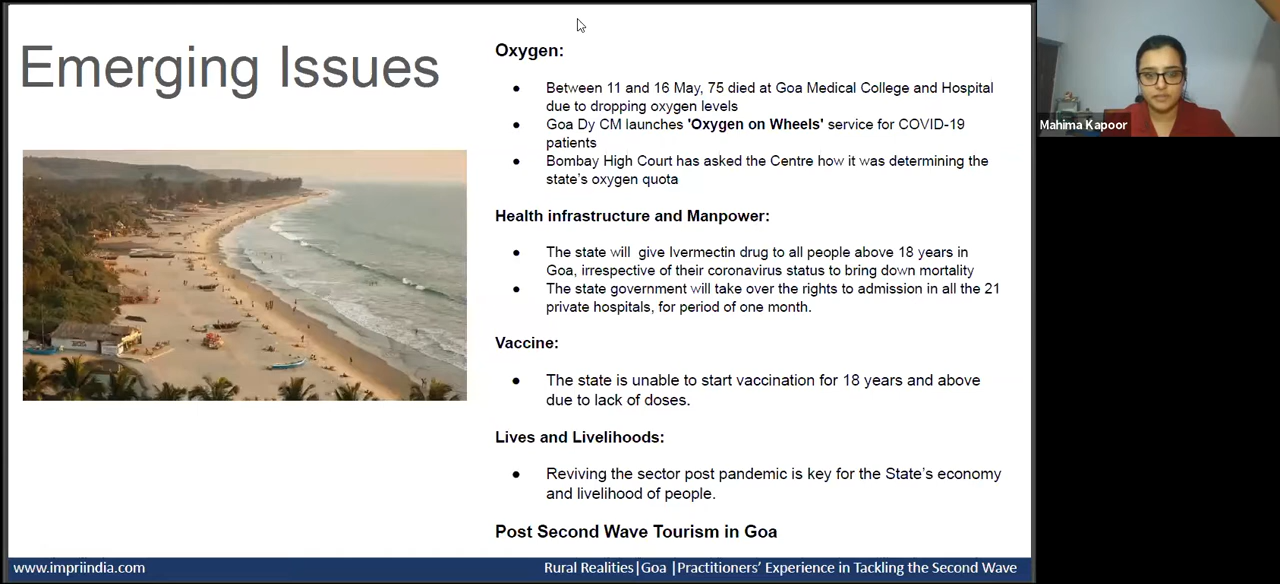 Emerging Issues
Oxygen:
● Between 11 and 16 May, 75 died at Goa Medical College and Hospital
due to dropping oxygen levels
● Goa Dy CM launches 'Oxygen on Wheels' service for COVID-19
patients
● Bombay High Court has asked the Centre how it was determining the
state's oxygen quota
Health infrastructure and Manpower:
● The state will give Ivermectin drug to all people above 18 years in
Goa, irrespective of their coronavirus status to bring down mortality
● The state government will take over the rights to admission in all the 21
private hospitals, for period of one month.
Vaccine:
● The state is unable to start vaccination for 18 years and above
due to lack of doses.
Lives and Livelihoods:
● Reviving the sector post pandemic is key for the State's economy
and livelihood of people.
Post Second Wave Tourism in Goa
www.impriindia.com
Rural Realities|Goa |Practitioners' Experience in Tackling the Second Wave
Mahima Kapoor